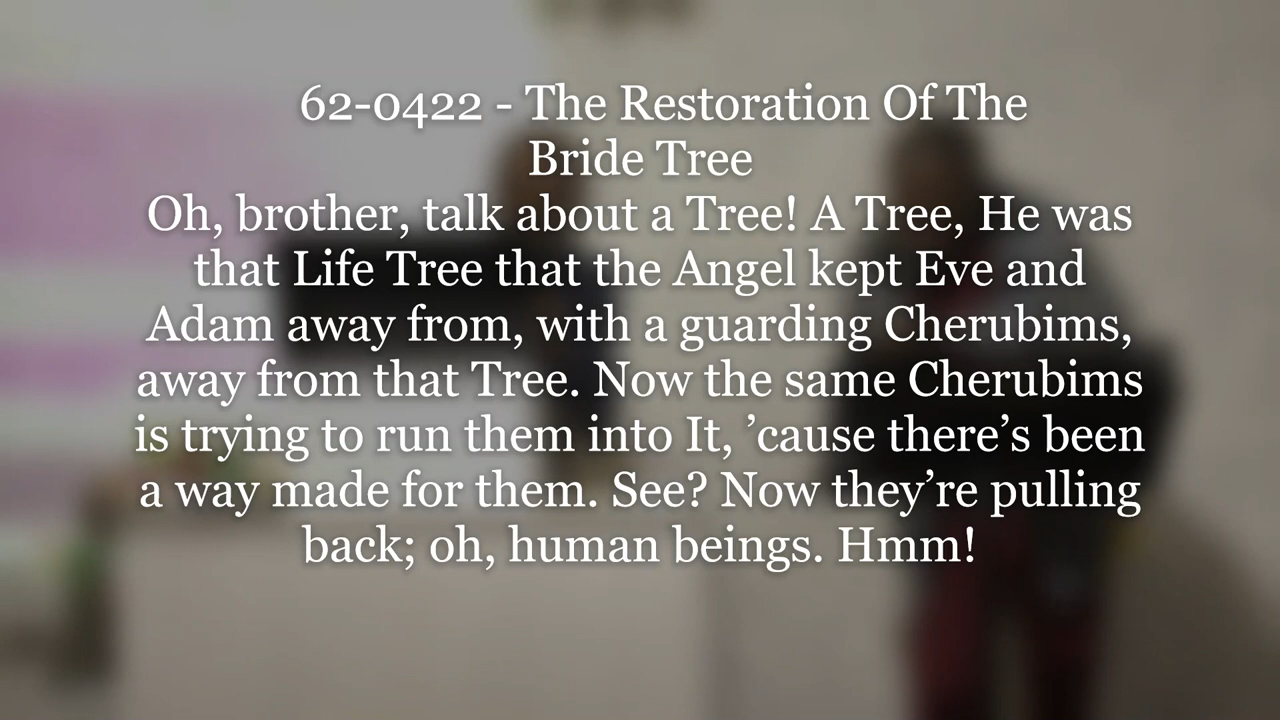 62-0422 - The Restoration Of The
Bride Tree
Oh, brother, talk about a Tree! A Tree, He was
that Life Tree that the Angel kept Eve and
Adam away from, with a guarding Cherubims,
away from that Tree. Now the same Cherubims
is trying to run them into It, ’cause there’s been
a way made for them. See? Now they’re pulling
back; oh, human beings. Hmm!